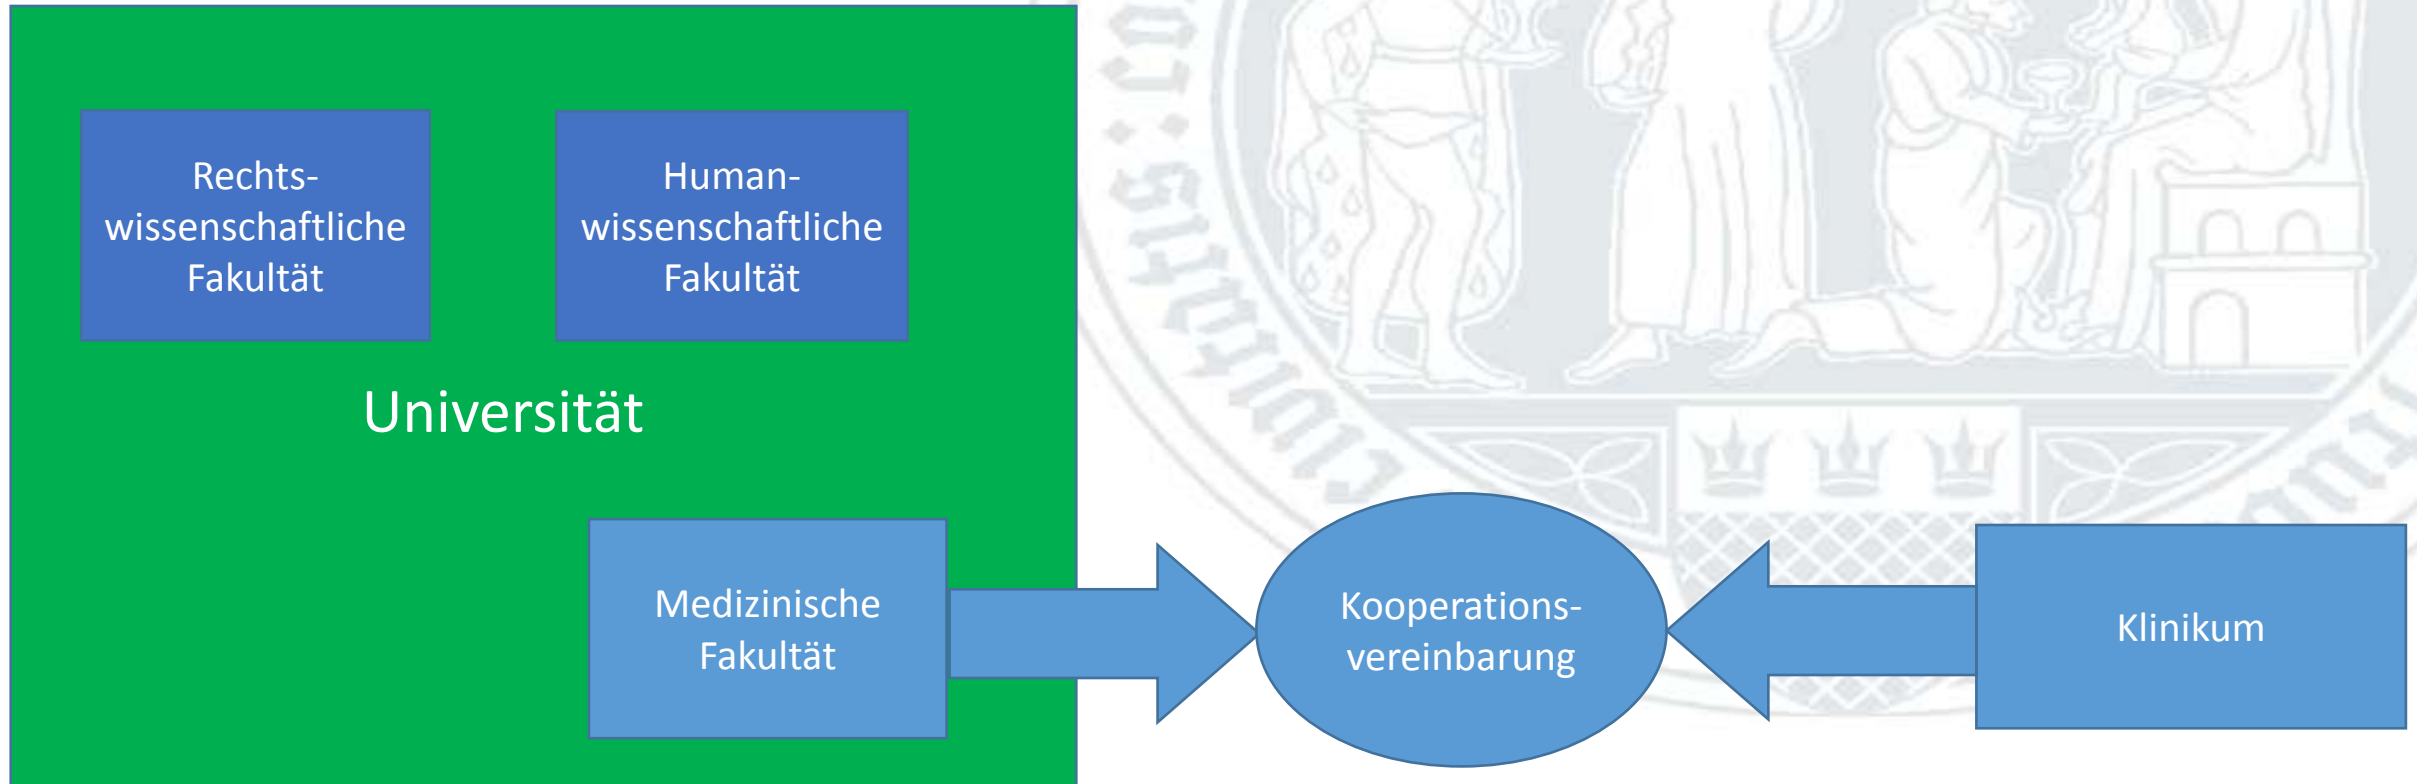 Rechts-
wissenschaftliche
Fakultät
Human-
wissenschaftliche
Fakultät
Universität
Medizinische
Fakultät
Kooperations-
vereinbarung
Klinikum